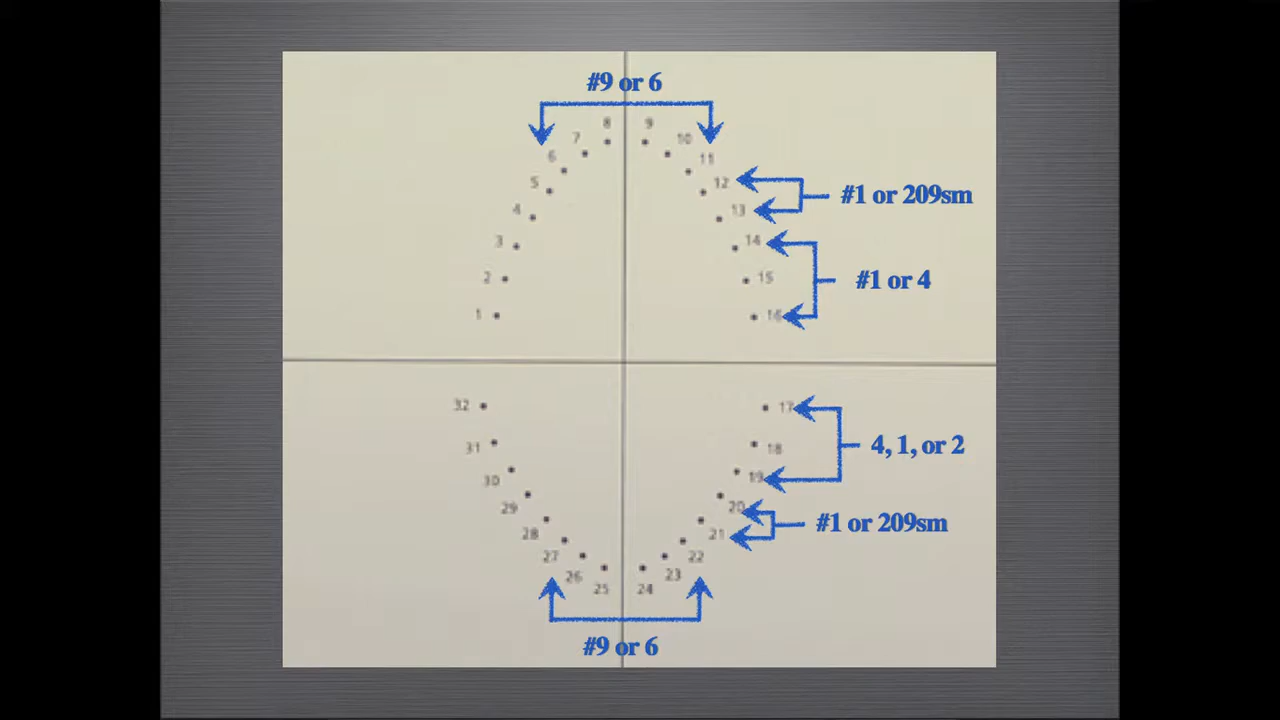 #9 or 6
8 9
7 10
6 11
5 12
#1 or 209sm
4 13
3 14
2 15
#1 or 4
1 16
32 17
31 18
4, 1, or 2
30 19
29 20
#1 or 209sm
28 21
27 22
26 23
25 24
#9 or 6